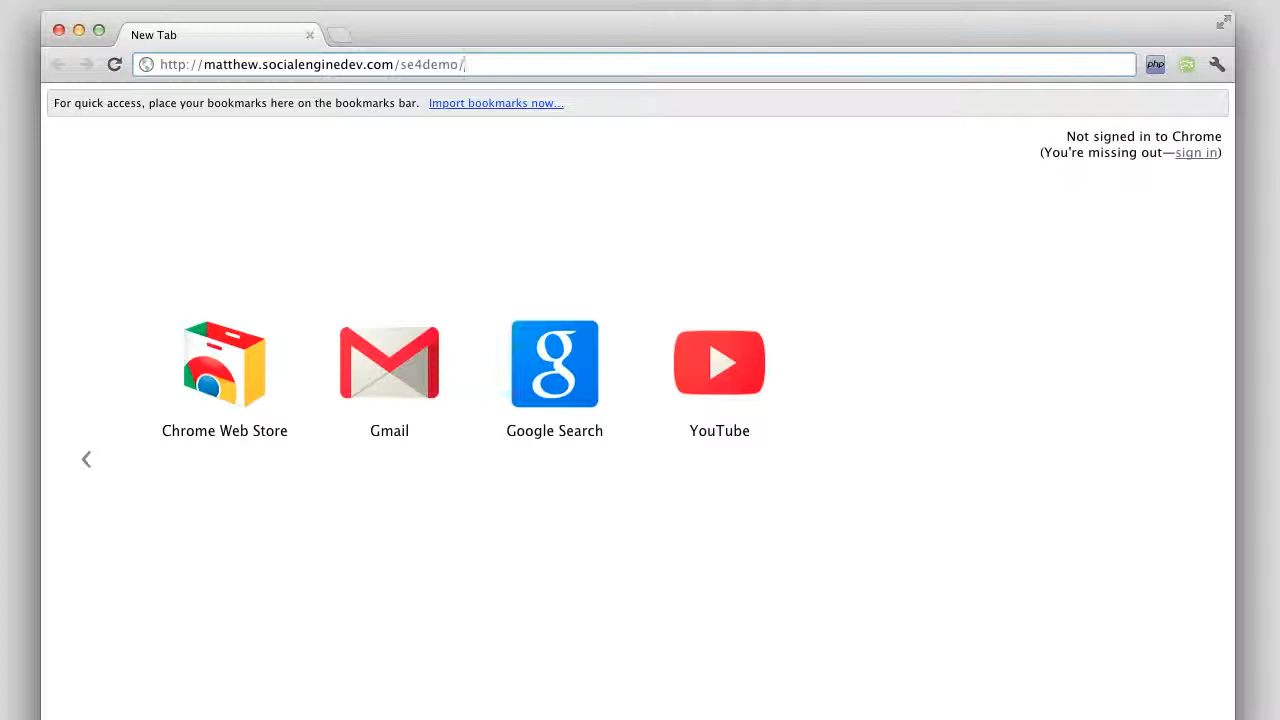 New Tab
http://matthew.socialenginedev.com/se4demo/
php
For quick access, place your bookmarks here on the bookmarks bar. Import bookmarks now...
Not signed in to Chrome
(You're missing out—sign in)
g
Chrome Web Store
Gmail
Google Search
YouTube